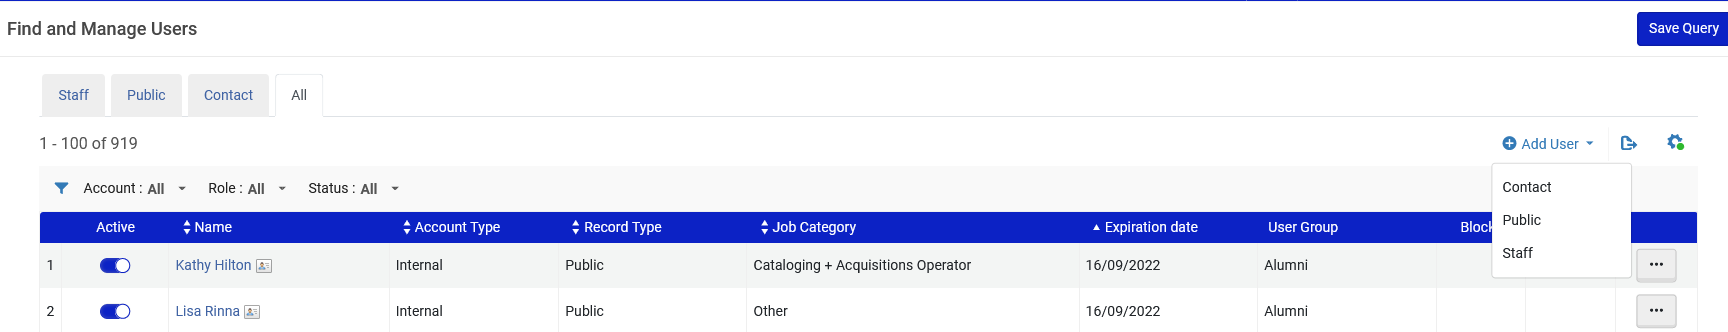 Find and Manage Users
Save Query
Staff Public Contact All
1 - 100 of 919
Add User
Account : All Role : All Status : All
Contact
Public
Staff
Active Name Account Type Record Type Job Category Expiration date User Group Block
1 Kathy Hilton Internal Public Cataloging + Acquisitions Operator 16/09/2022 Alumni
2 Lisa Rinna Internal Public Other 16/09/2022 Alumni